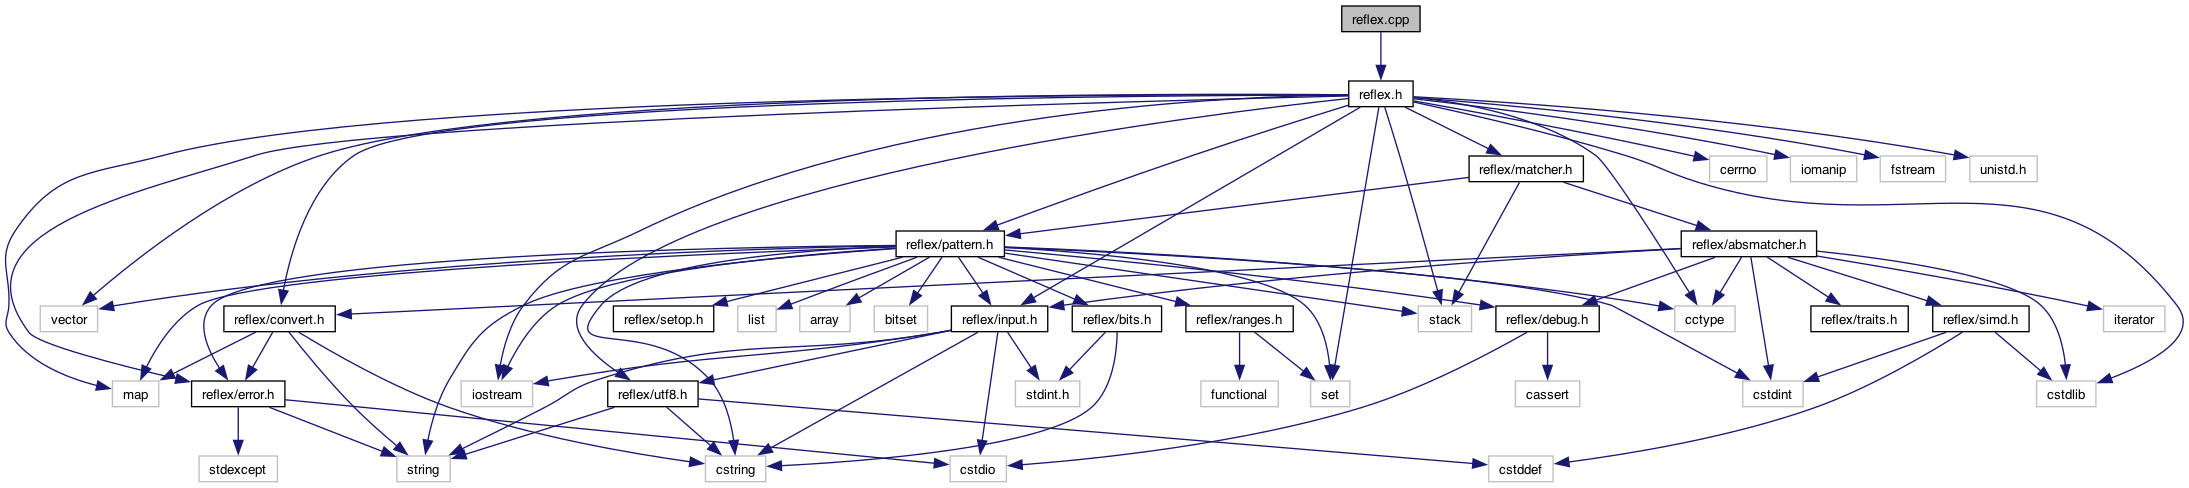 reflex.cpp
reflex.h
reflex/matcher.h
cerrno
iomanip
fstream
unistd.h
reflex/pattern.h
reflex/absmatcher.h
vector
reflex/convert.h
reflex/setop.h
list
array
bitset
reflex/input.h
reflex/bits.h
reflex/ranges.h
stack
reflex/debug.h
cctype
reflex/traits.h
reflex/simd.h
iterator
map
reflex/error.h
iostream
reflex/utf8.h
stdint.h
functional
set
cassert
cstdint
cstdlib
stdexcept
string
cstring
cstdio
cstddef